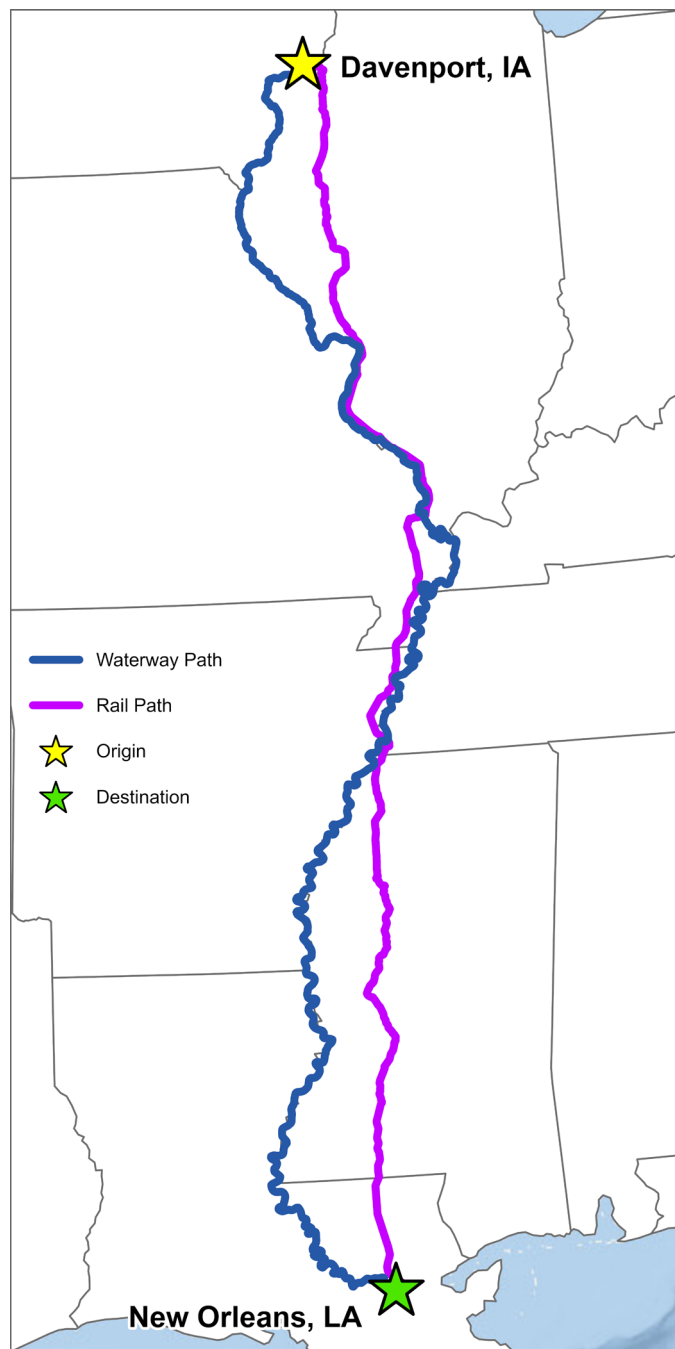 Davenport, IA
Waterway Path
Rail Path
Origin
Destination
New Orleans, LA